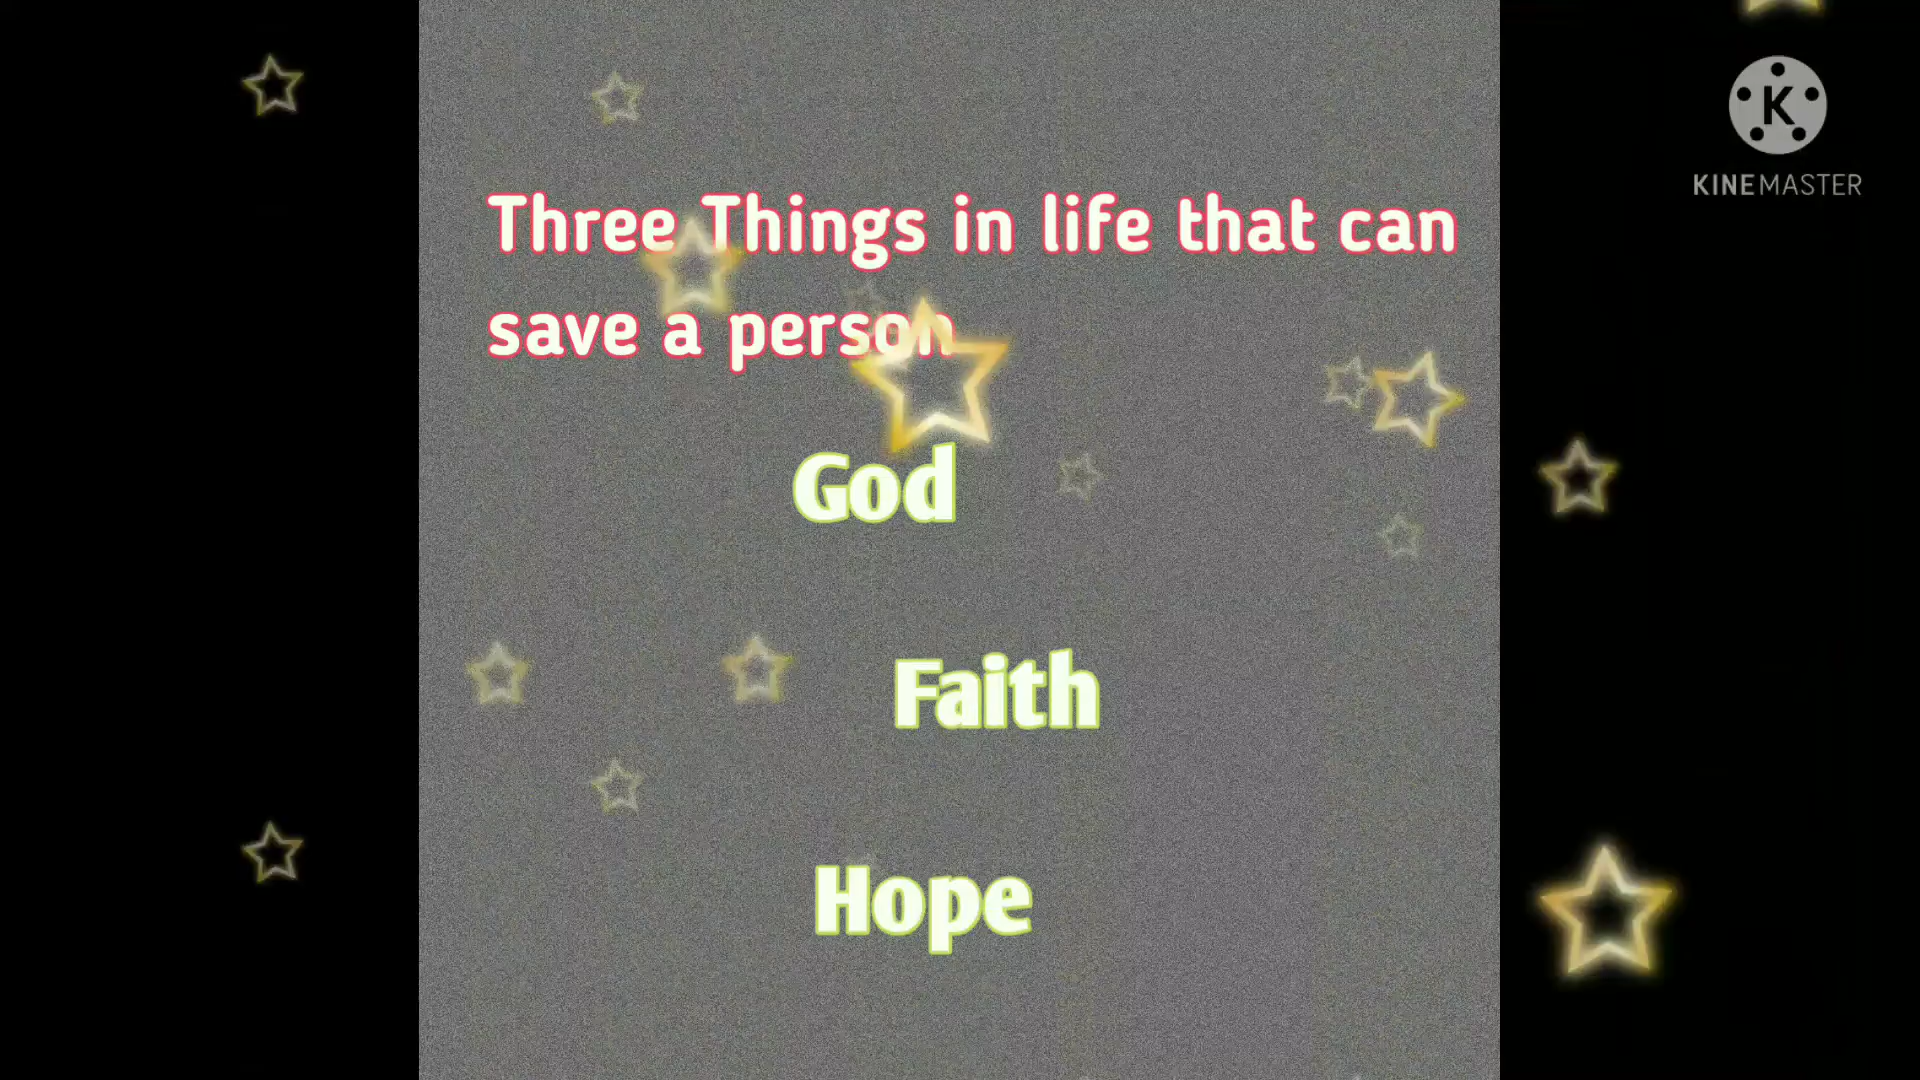 KINEMASTER
Three Things in life that can
save a person
God
Faith
Hope